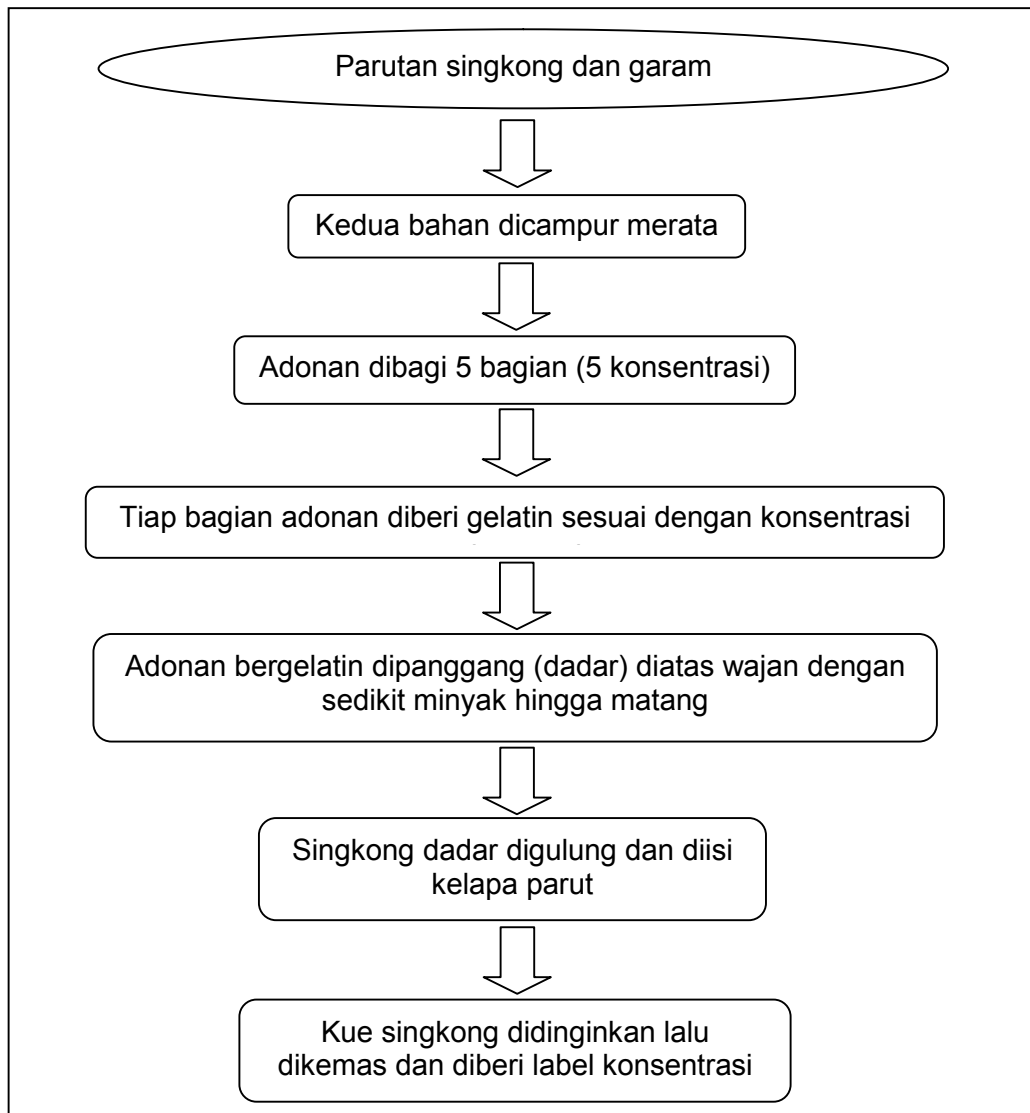 Parutan singkong dan garam
Kedua bahan dicampur merata
Adonan dibagi 5 bagian (5 konsentrasi)
Tiap bagian adonan diberi gelatin sesuai dengan konsentrasi
Adonan bergelatin dipanggang (dadar) diatas wajan dengan
sedikit minyak hingga matang
Singkong dadar digulung dan diisi
kelapa parut
Kue singkong didinginkan lalu
dikemas dan diberi label konsentrasi